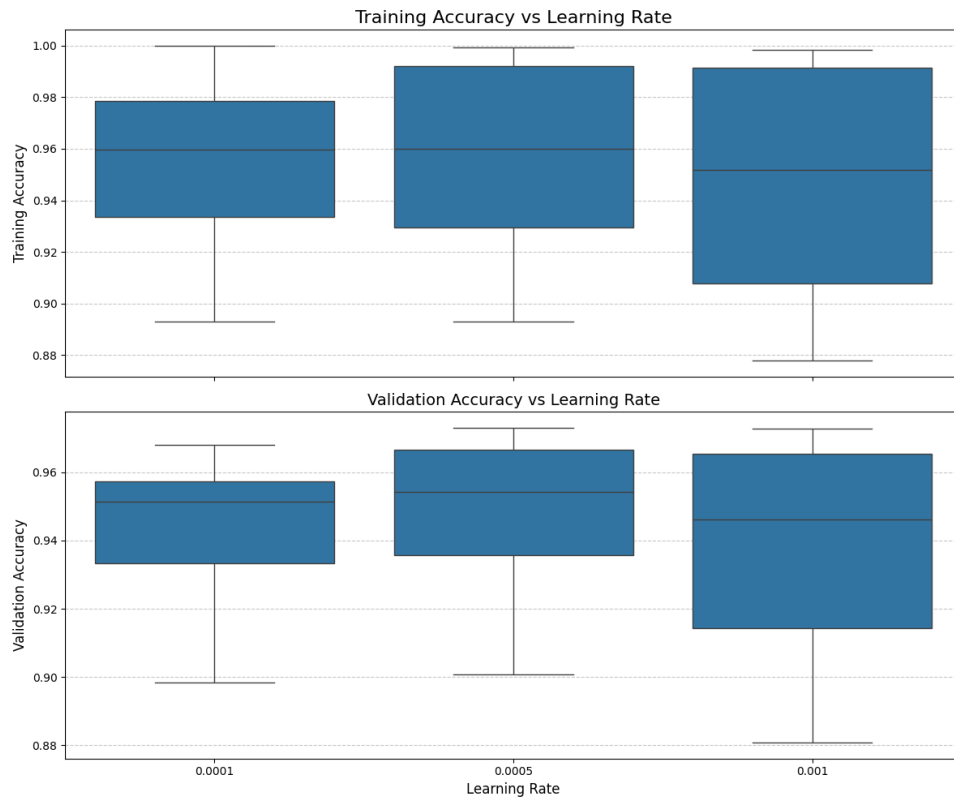 Training Accuracy vs Learning Rate
1.00
0.98
0.96
0.94
0.92
0.90
0.88
Training Accuracy
Validation Accuracy vs Learning Rate
0.96
0.94
0.92
0.90
0.88
Validation Accuracy
0.0001 0.0005 0.001
Learning Rate